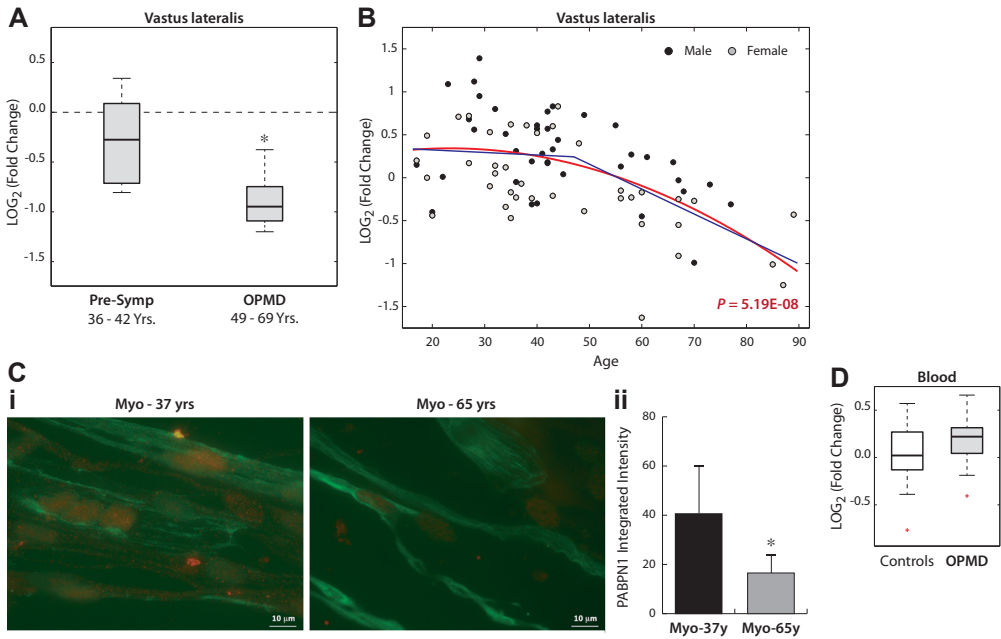 A
Vastus lateralis
LOG2 (Fold Change)
0.5
0.0
-0.5
-1.0
-1.5
*
Pre-Symp
36 - 42 Yrs.
OPMD
49 - 69 Yrs.
B
Vastus lateralis
LOG2 (Fold Change)
1.5
1
0.5
0
-0.5
-1
-1.5
Male
Female
P = 5.19E-08
20 30 40 50 60 70 80 90
Age
C
i
Myo - 37 yrs
10 µm
Myo - 65 yrs
10 µm
ii
PABPN1 Integrated Intensity
80
60
40
20
0
*
Myo-37y
Myo-65y
D
Blood
LOG2 (Fold Change)
0.5
0.0
-0.5
Controls
OPMD